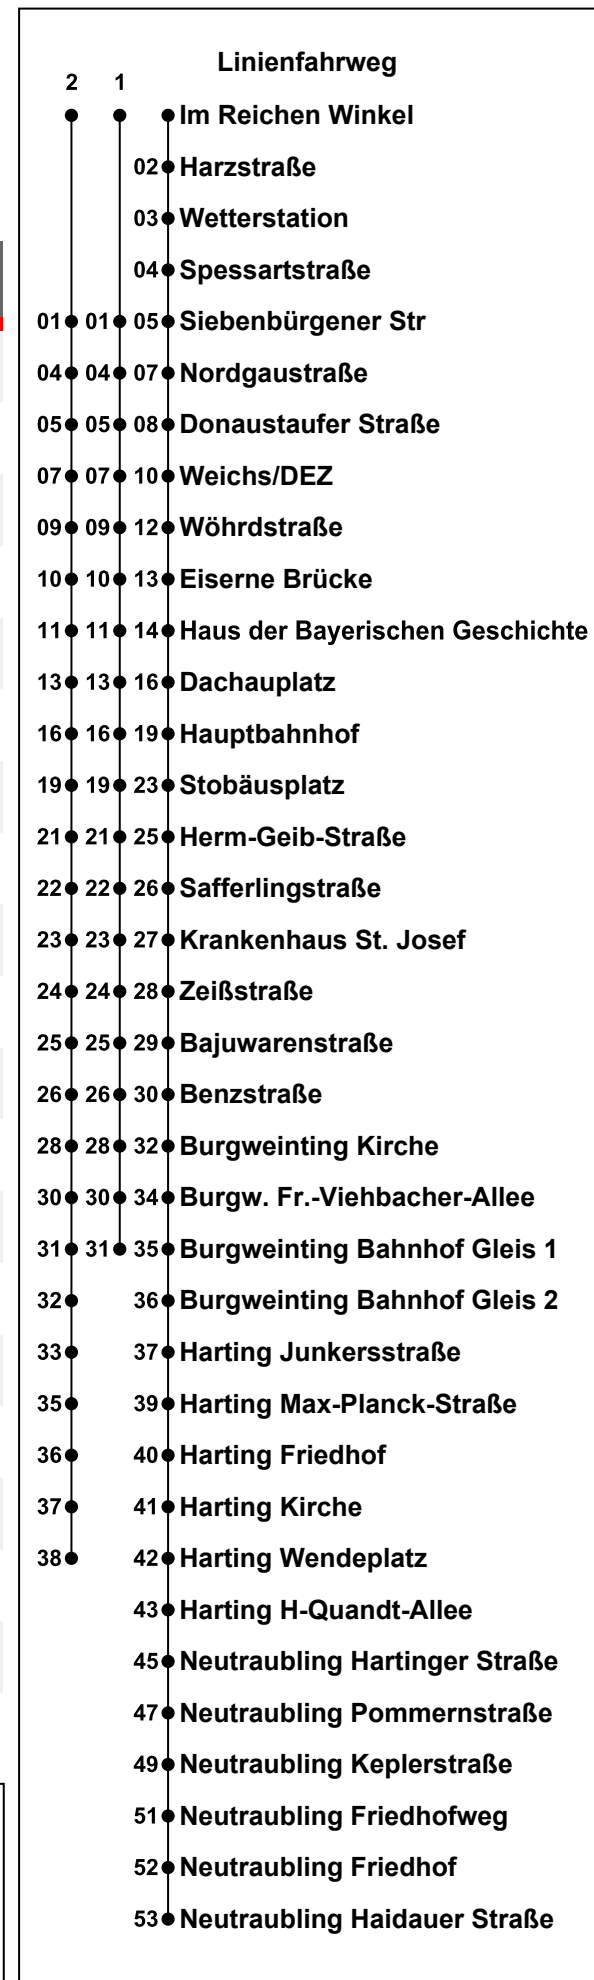 Linienfahrweg
2 1
Im Reichen Winkel
02 Harzstraße
03 Wetterstation
04 Spessartstraße
01 01 05 Siebenbürgener Str
04 04 07 Nordgaustraße
05 05 08 Donaustaufer Straße
07 07 10 Weichs/DEZ
09 09 12 Wöhrdstraße
10 10 13 Eiserne Brücke
11 11 14 Haus der Bayerischen Geschichte
13 13 16 Dachauplatz
16 16 19 Hauptbahnhof
19 19 23 Stobäusplatz
21 21 25 Herm-Geib-Straße
22 22 26 Safferlingstraße
23 23 27 Krankenhaus St. Josef
24 24 28 Zeißstraße
25 25 29 Bajuwarenstraße
26 26 30 Benzstraße
28 28 32 Burgweinting Kirche
30 30 34 Burgw. Fr.-Viehbacher-Allee
31 31 35 Burgweinting Bahnhof Gleis 1
32 36 Burgweinting Bahnhof Gleis 2
33 37 Harting Junkersstraße
35 39 Harting Max-Planck-Straße
36 40 Harting Friedhof
37 41 Harting Kirche
38 42 Harting Wendeplatz
43 Harting H-Quandt-Allee
45 Neutraubling Hartinger Straße
47 Neutraubling Pommernstraße
49 Neutraubling Keplerstraße
51 Neutraubling Friedhofweg
52 Neutraubling Friedhof
53 Neutraubling Haidauer Straße